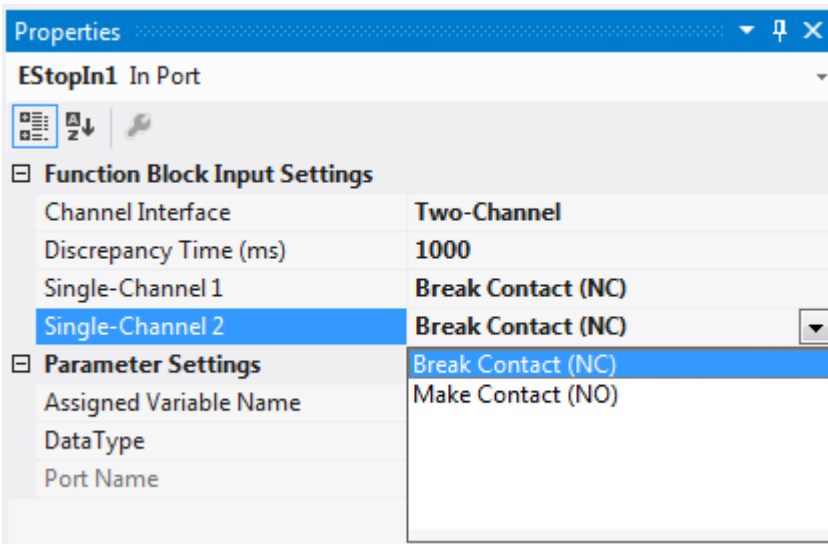 Properties
EStopIn1 In Port
Function Block Input Settings
Channel Interface Two-Channel
Discrepancy Time (ms) 1000
Single-Channel 1 Break Contact (NC)
Single-Channel 2 Break Contact (NC)
Parameter Settings
Break Contact (NC)
Assigned Variable Name
Make Contact (NO)
DataType
Port Name